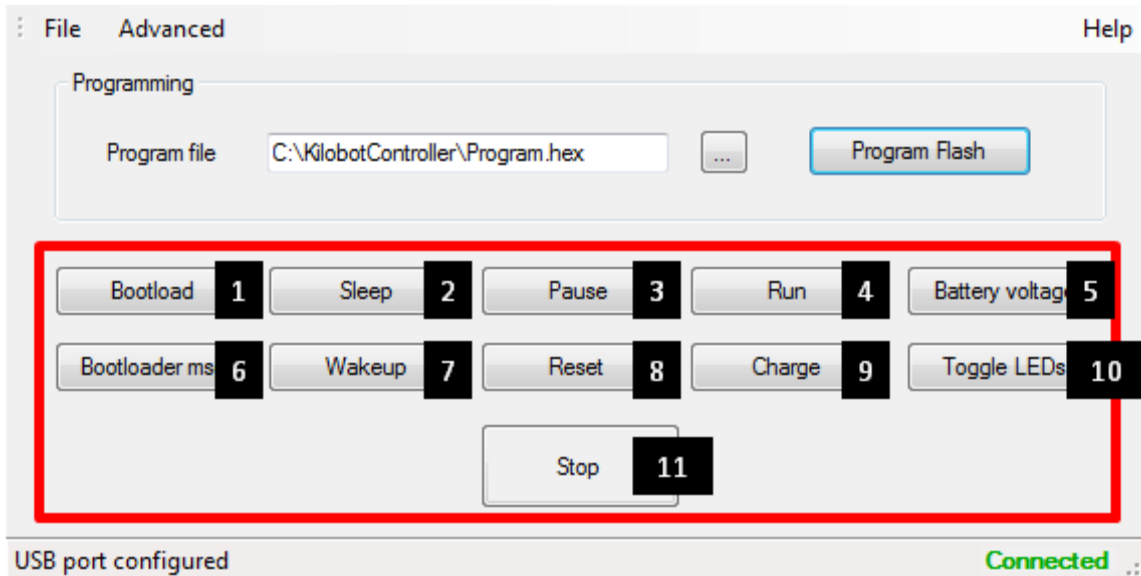 File Advanced Help
Programming
Program file C:\KilobotController\Program.hex ... Program Flash
Bootload 1 Sleep 2 Pause 3 Run 4 Battery voltag 5
Bootloader ms 6 Wakeup 7 Reset 8 Charge 9 Toggle LEDs 10
Stop 11
USB port configured Connected